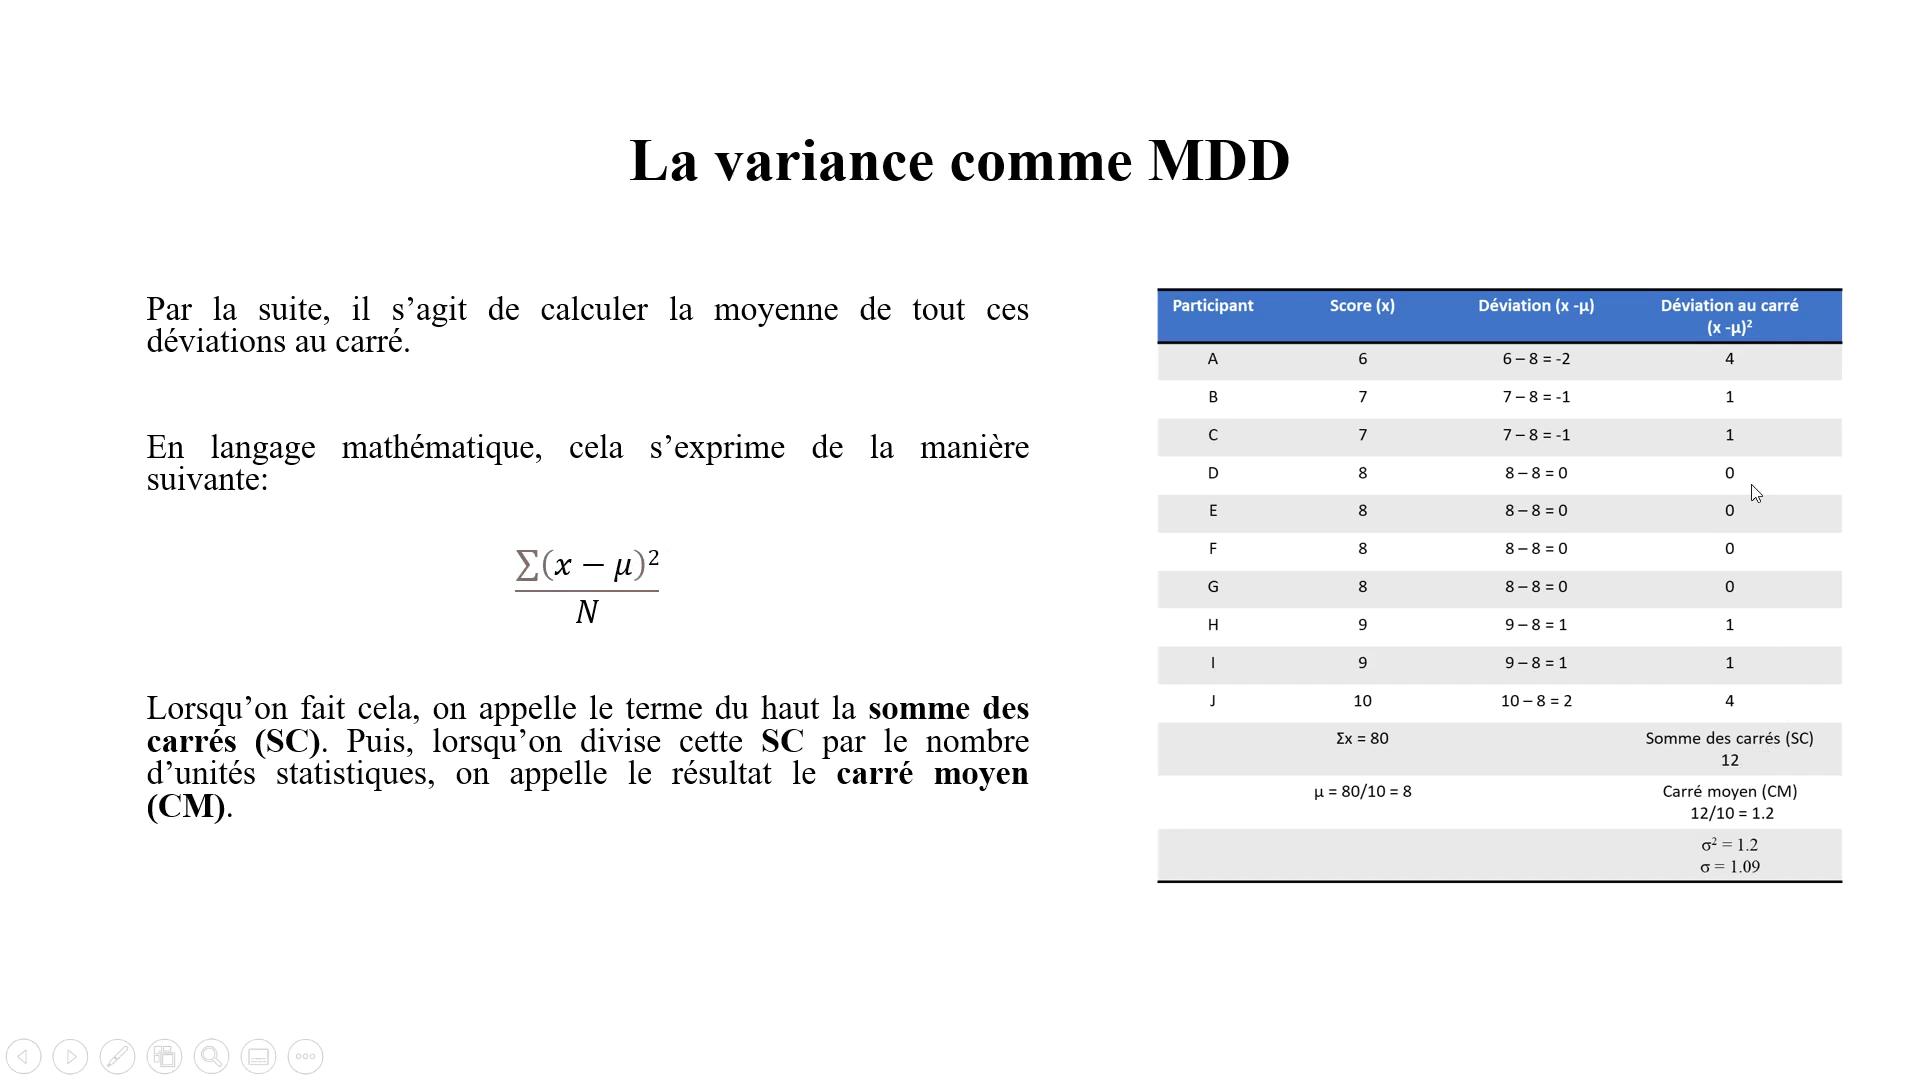 La variance comme MDD
Par la suite, il s’agit de calculer la moyenne de tout ces
déviations au carré.
En langage mathématique, cela s’exprime de la manière
suivante:
∑(x − μ)²
N
Lorsqu’on fait cela, on appelle le terme du haut la somme des
carrés (SC). Puis, lorsqu’on divise cette SC par le nombre
d’unités statistiques, on appelle le résultat le carré moyen
(CM).
Participant Score (x) Déviation (x -μ) Déviation au carré
(x -μ)²
A 6 6 – 8 = -2 4
B 7 7 – 8 = -1 1
C 7 7 – 8 = -1 1
D 8 8 – 8 = 0 0
E 8 8 – 8 = 0 0
F 8 8 – 8 = 0 0
G 8 8 – 8 = 0 0
H 9 9 – 8 = 1 1
I 9 9 – 8 = 1 1
J 10 10 – 8 = 2 4
Σx = 80 Somme des carrés (SC)
12
μ = 80/10 = 8 Carré moyen (CM)
12/10 = 1.2
σ² = 1.2
σ = 1.09